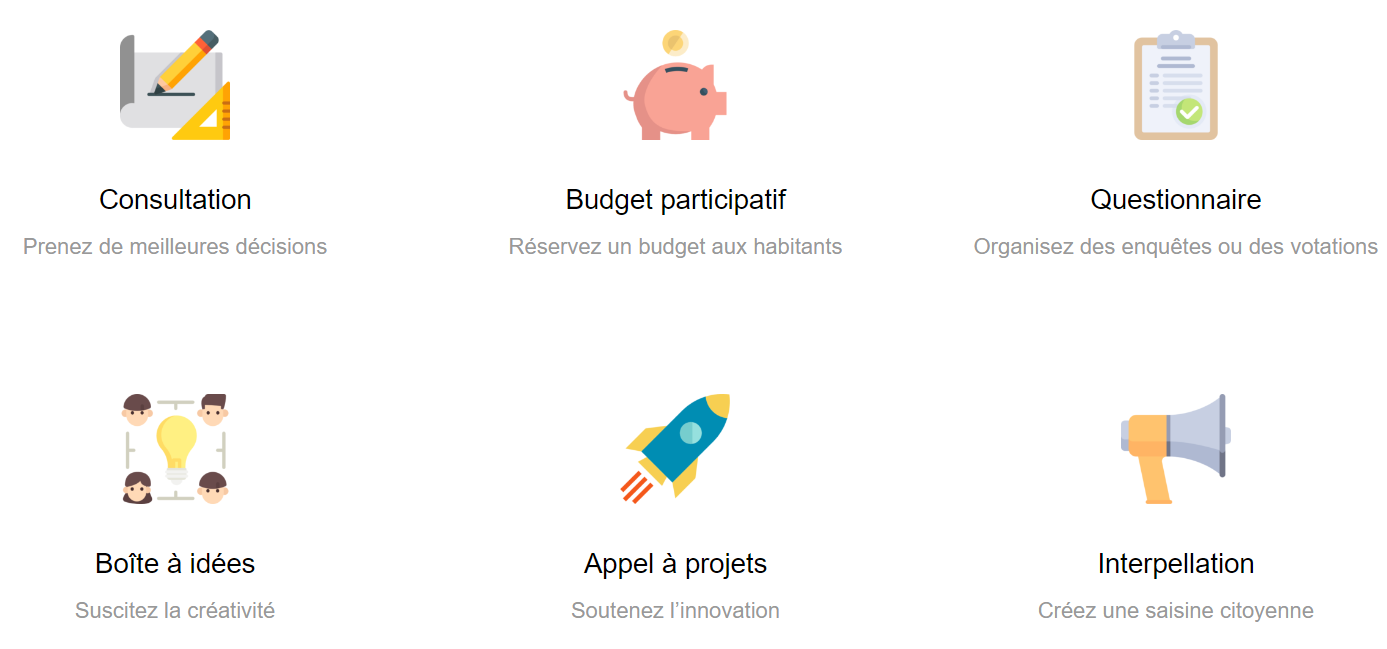 Consultation
Prenez de meilleures décisions
Budget participatif
Réservez un budget aux habitants
Questionnaire
Organisez des enquêtes ou des votations
Boîte à idées
Suscitez la créativité
Appel à projets
Soutenez l’innovation
Interpellation
Créez une saisine citoyenne